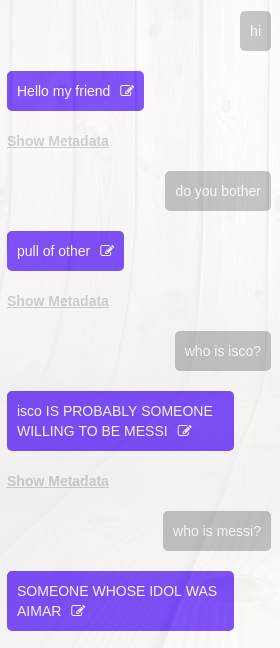 hi
Hello my friend
Show Metadata
do you bother
pull of other
Show Metadata
who is isco?
isco IS PROBABLY SOMEONE
WILLING TO BE MESSI
Show Metadata
who is messi?
SOMEONE WHOSE IDOL WAS
AIMAR